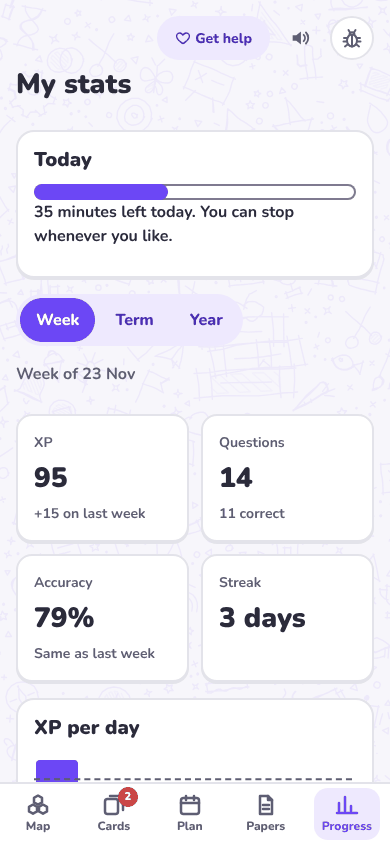 Get help
My stats
Today
35 minutes left today. You can stop
whenever you like.
Week Term Year
Week of 23 Nov
XP
95
+15 on last week
Questions
14
11 correct
Accuracy
79%
Same as last week
Streak
3 days
XP per day
2
Map Cards Plan Papers Progress